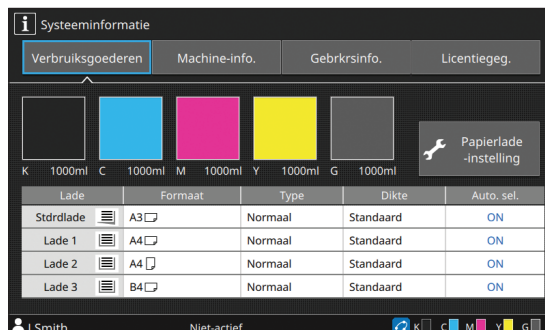 i Systeeminformatie
Verbruiksgoederen Machine-info. Gebrkrsinfo. Licentiegeg.
K 1000ml C 1000ml M 1000ml Y 1000ml G 1000ml
Papierlade
-instelling
Lade Formaat Type Dikte Auto. sel.
Stdrdlade A3 Normaal Standaard ON
Lade 1 A4 Normaal Standaard ON
Lade 2 A4 Normaal Standaard ON
Lade 3 B4 Normaal Standaard ON
J.Smith Niet-actief K C M Y G